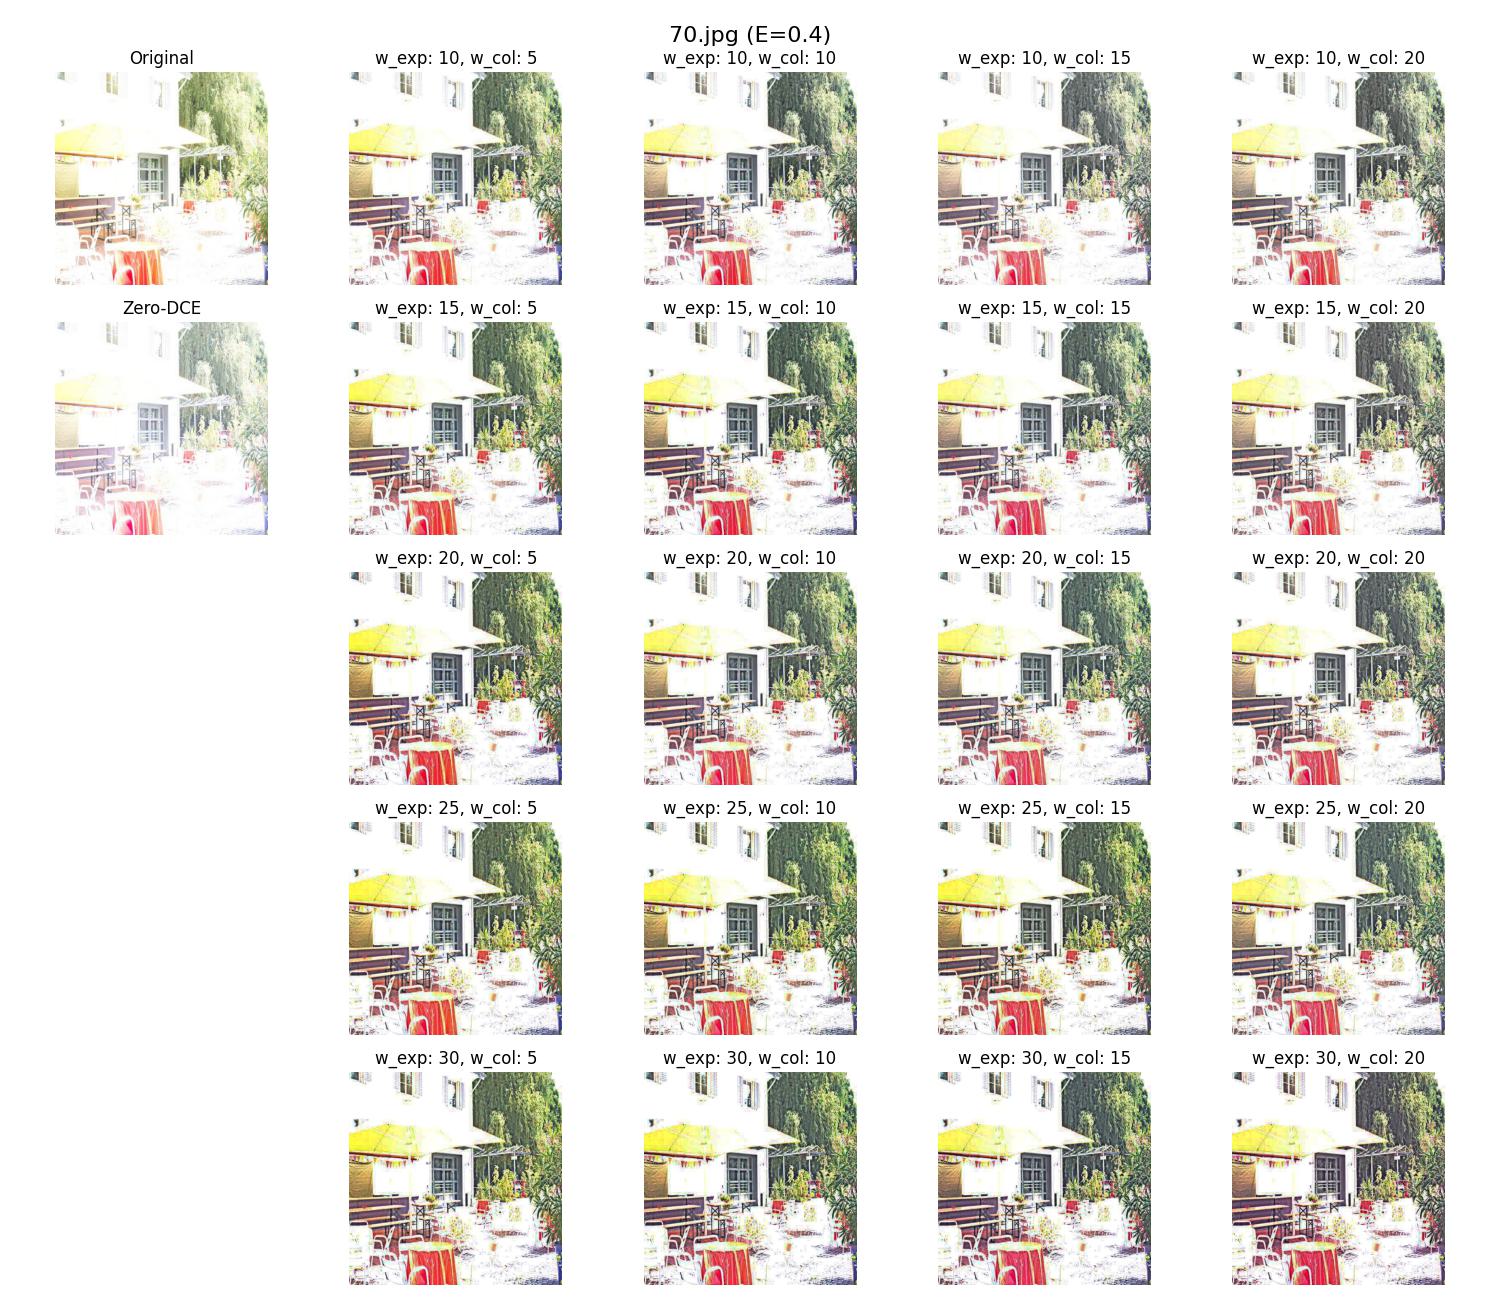 70.jpg (E=0.4)
Original
w_exp: 10, w_col: 5
w_exp: 10, w_col: 10
w_exp: 10, w_col: 15
w_exp: 10, w_col: 20
Zero-DCE
w_exp: 15, w_col: 5
w_exp: 15, w_col: 10
w_exp: 15, w_col: 15
w_exp: 15, w_col: 20
w_exp: 20, w_col: 5
w_exp: 20, w_col: 10
w_exp: 20, w_col: 15
w_exp: 20, w_col: 20
w_exp: 25, w_col: 5
w_exp: 25, w_col: 10
w_exp: 25, w_col: 15
w_exp: 25, w_col: 20
w_exp: 30, w_col: 5
w_exp: 30, w_col: 10
w_exp: 30, w_col: 15
w_exp: 30, w_col: 20